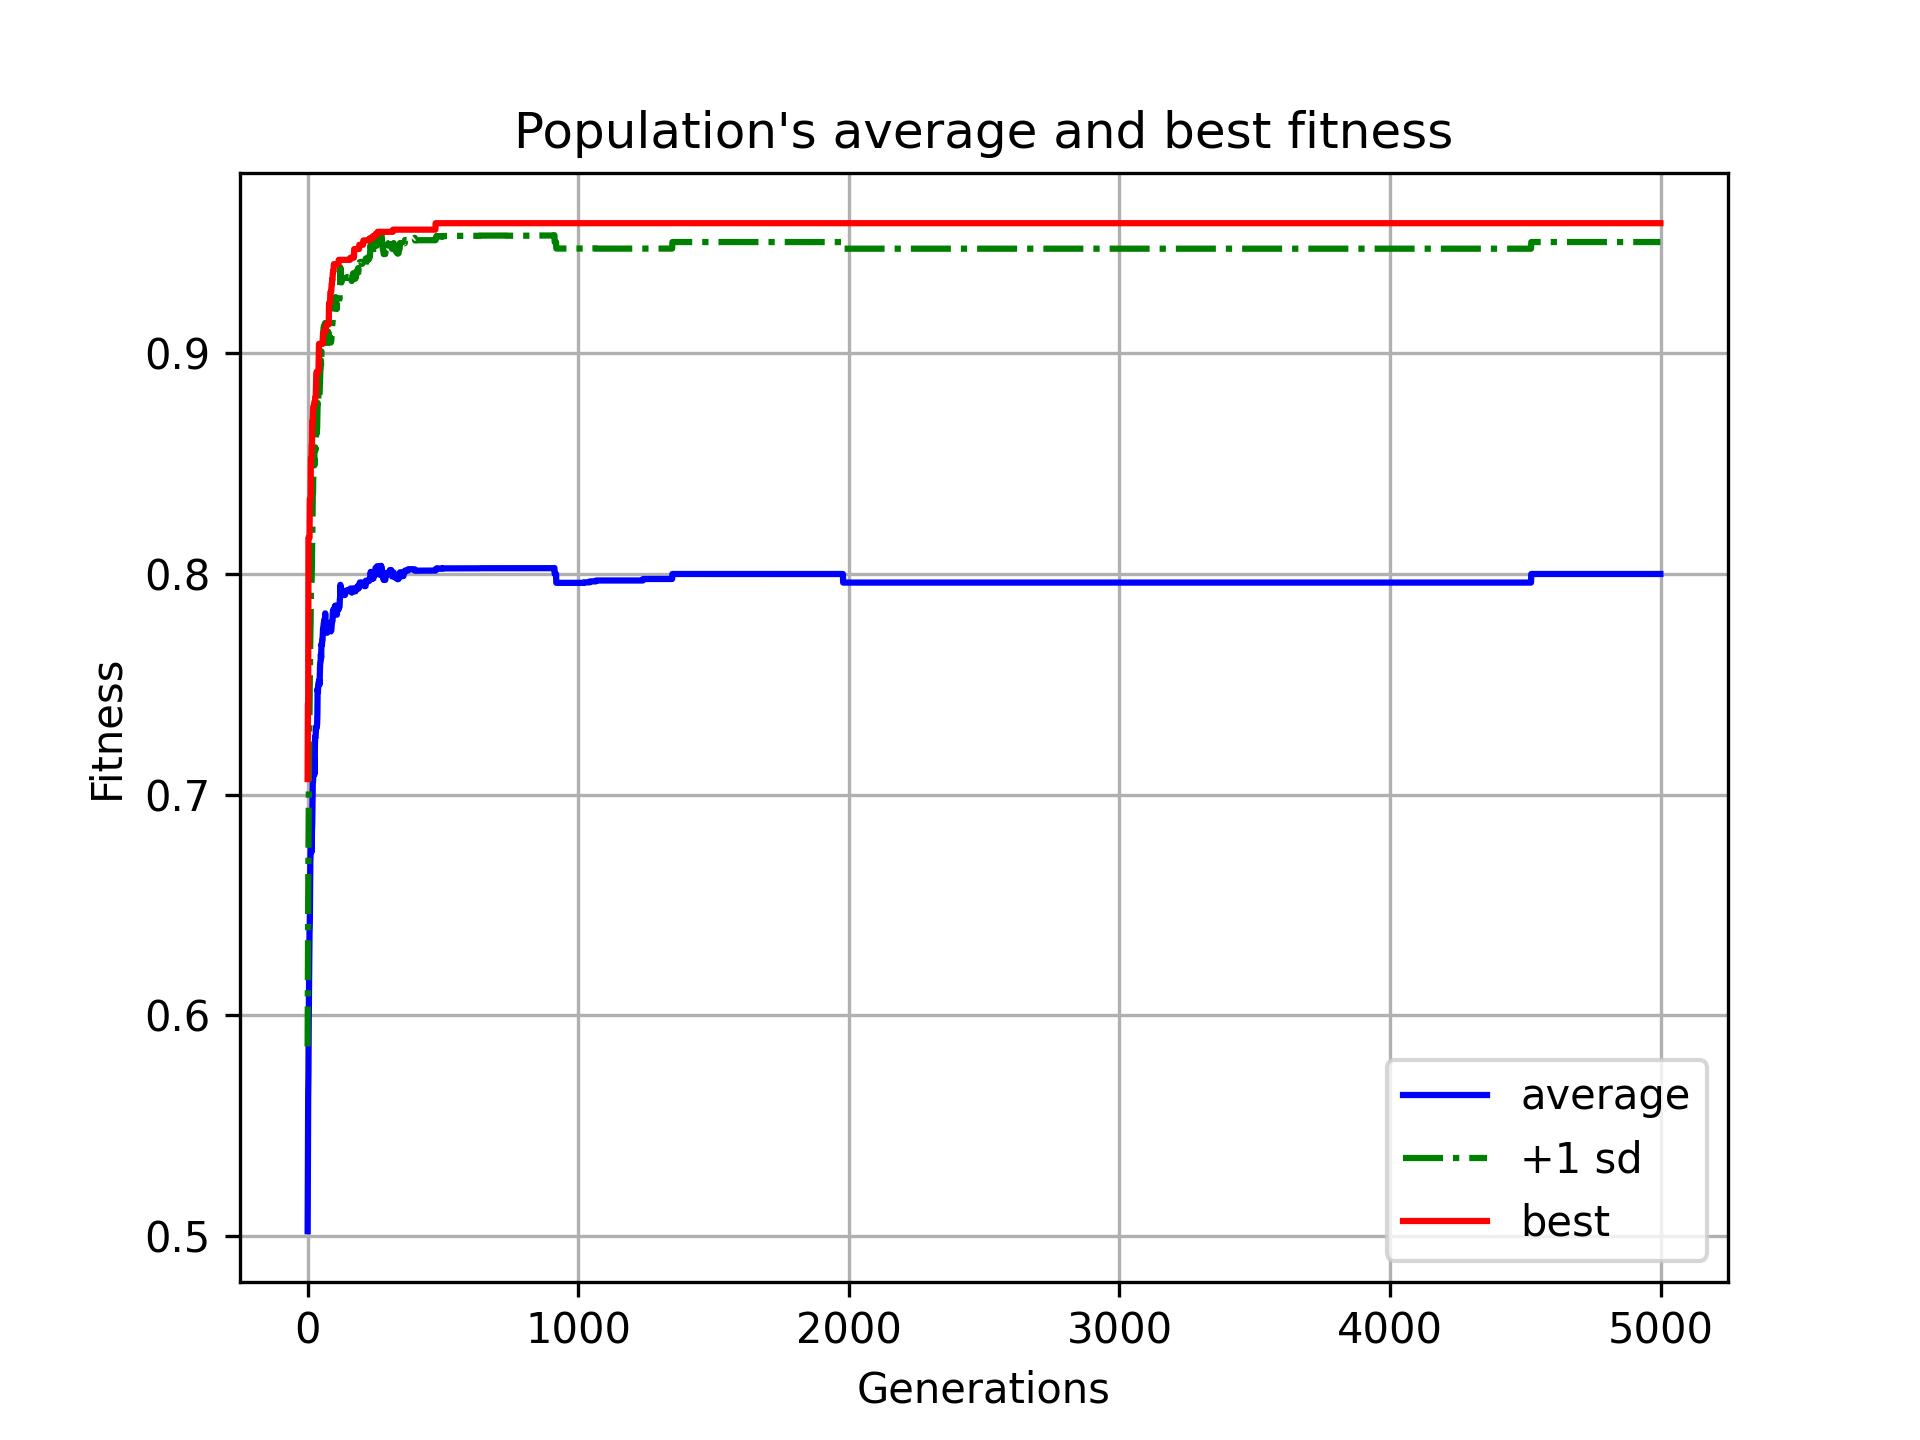 Population's average and best fitness
Fitness
0.9
0.8
0.7
0.6
0.5
0 1000 2000 3000 4000 5000
Generations
average
+1 sd
best